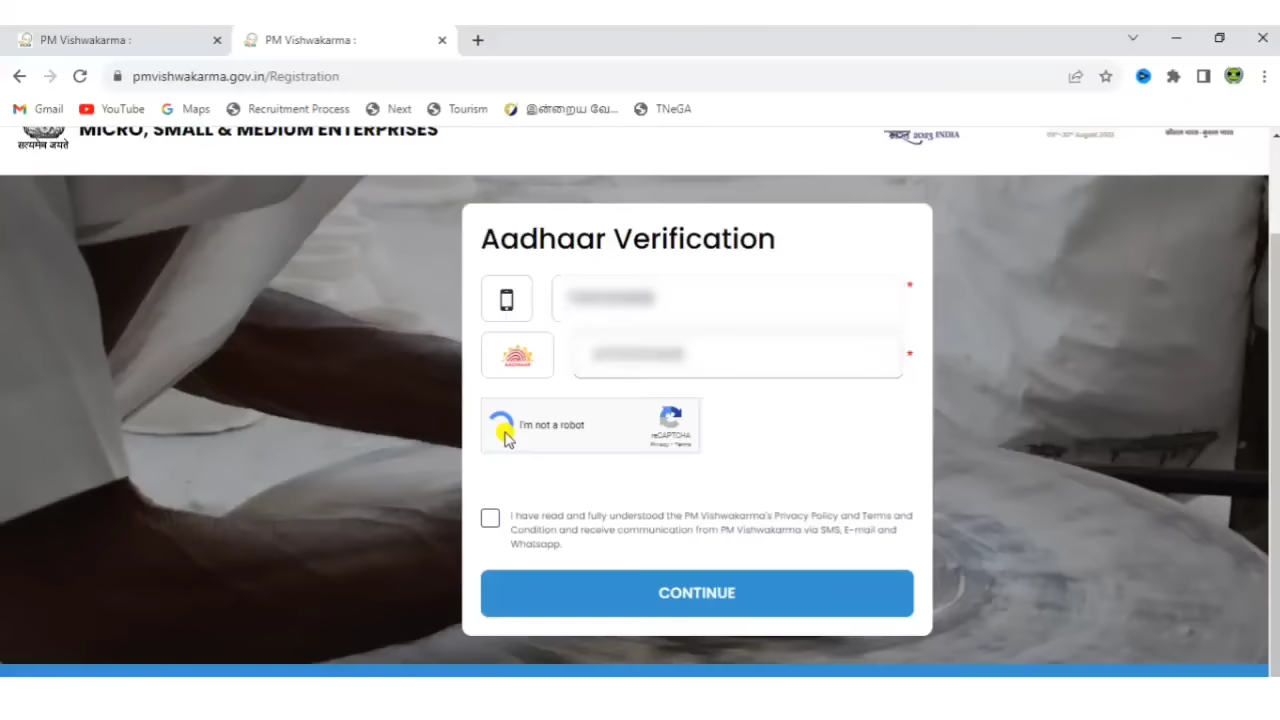 PM Vishwakarma :
PM Vishwakarma :
pmvishwakarma.gov.in/Registration
Gmail
YouTube
Maps
Recruitment Process
Next
Tourism
இன்றைய வே...
TNeGA
MICRO, SMALL & MEDIUM ENTERPRISES
सत्यमेव जयते
2023 INDIA
Aadhaar Verification
*
AADHAAR
*
I'm not a robot
reCAPTCHA
Privacy - Terms
I have read and fully understood the PM Vishwakarma's Privacy Policy and Terms and
Condition and receive communication from PM Vishwakarma via SMS, E-mail and
Whatsapp.
CONTINUE